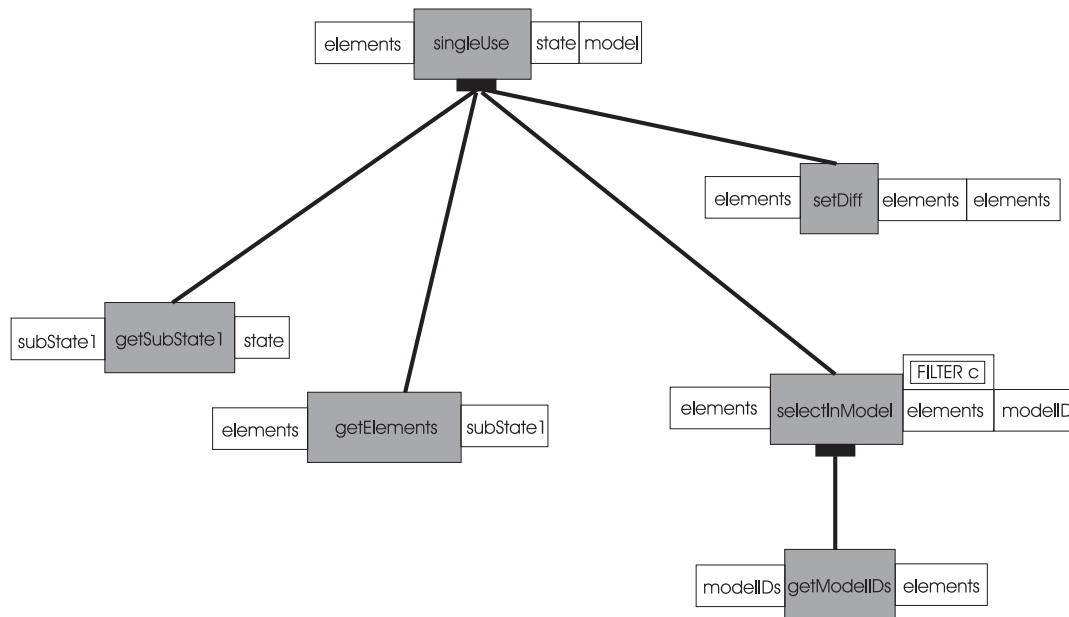 elements singleUse state model
elements setDiff elements elements
subState1 getSubState1 state
FILTER c
elements selectInModel elements modelID
elements getElements subState1
modelIDs getModelIDs elements